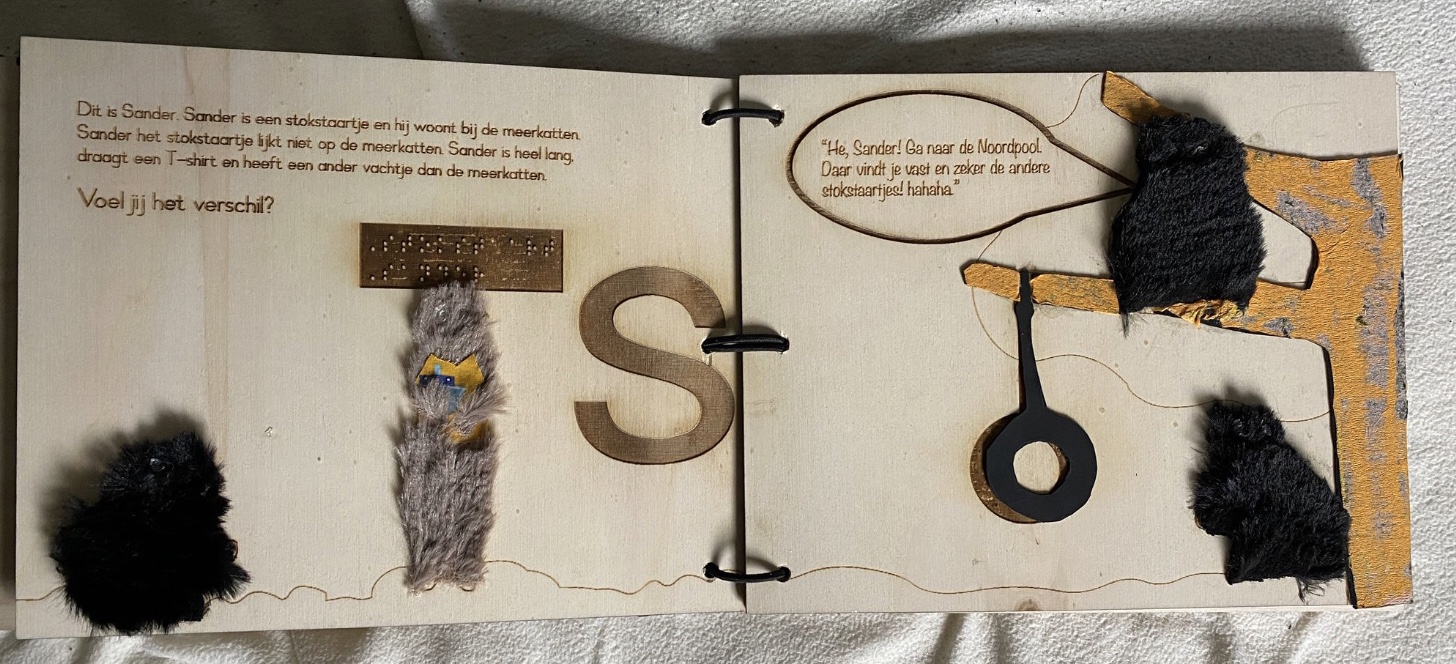 Dit is Sander. Sander is een stokstaartje en hij woont bij de meerkatten.
Sander het stokstaartje lijkt niet op de meerkatten. Sander is heel lang,
draagt een T-shirt en heeft een ander vachtje dan de meerkatten.
Voel jij het verschil?
S
"He, Sander! Ga naar de Noordpool.
Daar vindt je vast en zeker de andere
stokstaartjes! hahaha."